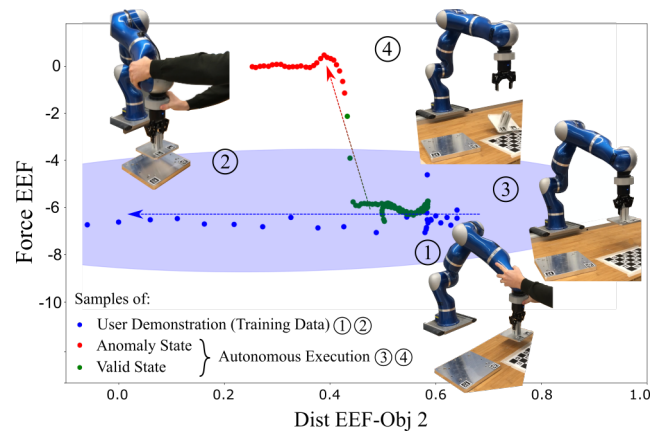 0
-2
-4
-6
-8
-10
Force EEF
④
②
③
①
Samples of:
User Demonstration (Training Data) ① ②
Anomaly State
Valid State
Autonomous Execution ③ ④
0.0 0.2 0.4 0.6 0.8 1.0
Dist EEF-Obj 2